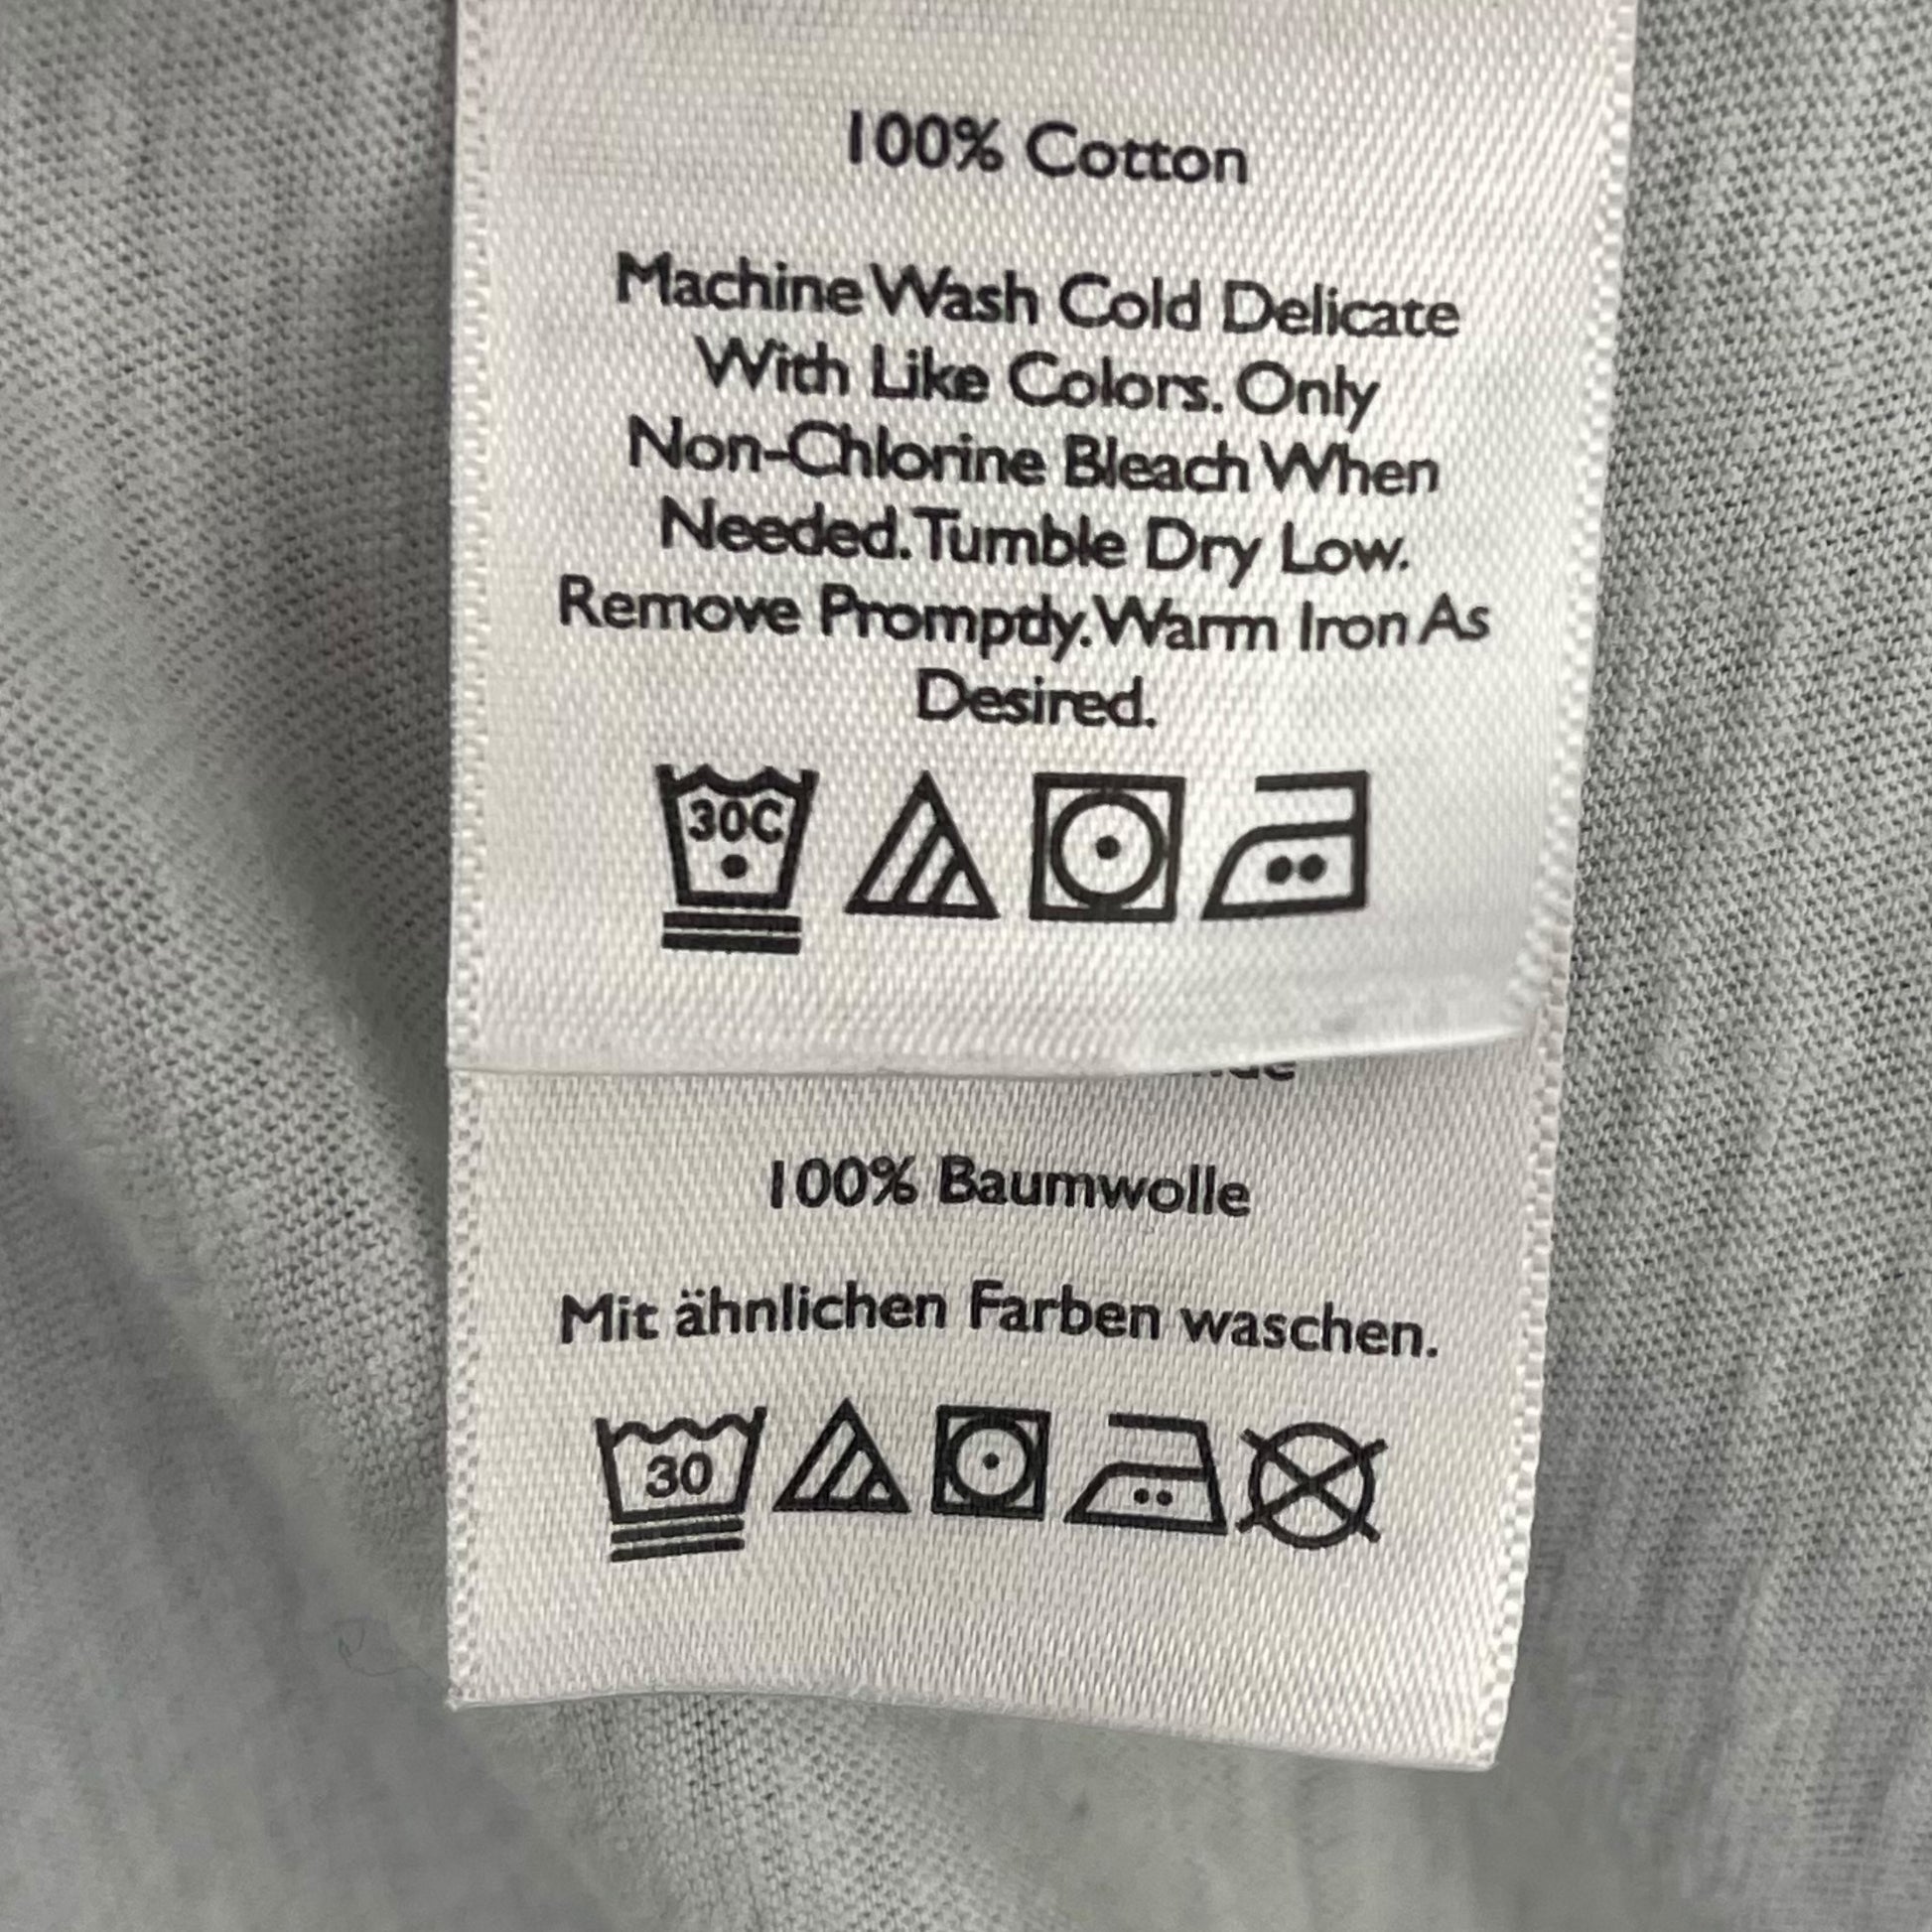 100% Cotton
Machine Wash Cold Delicate
With Like Colors. Only
Non-Chlorine Bleach When
Needed. Tumble Dry Low.
Remove Promptly. Warm Iron As
Desired.
30C
100% Baumwolle
Mit ähnlichen Farben waschen.
30